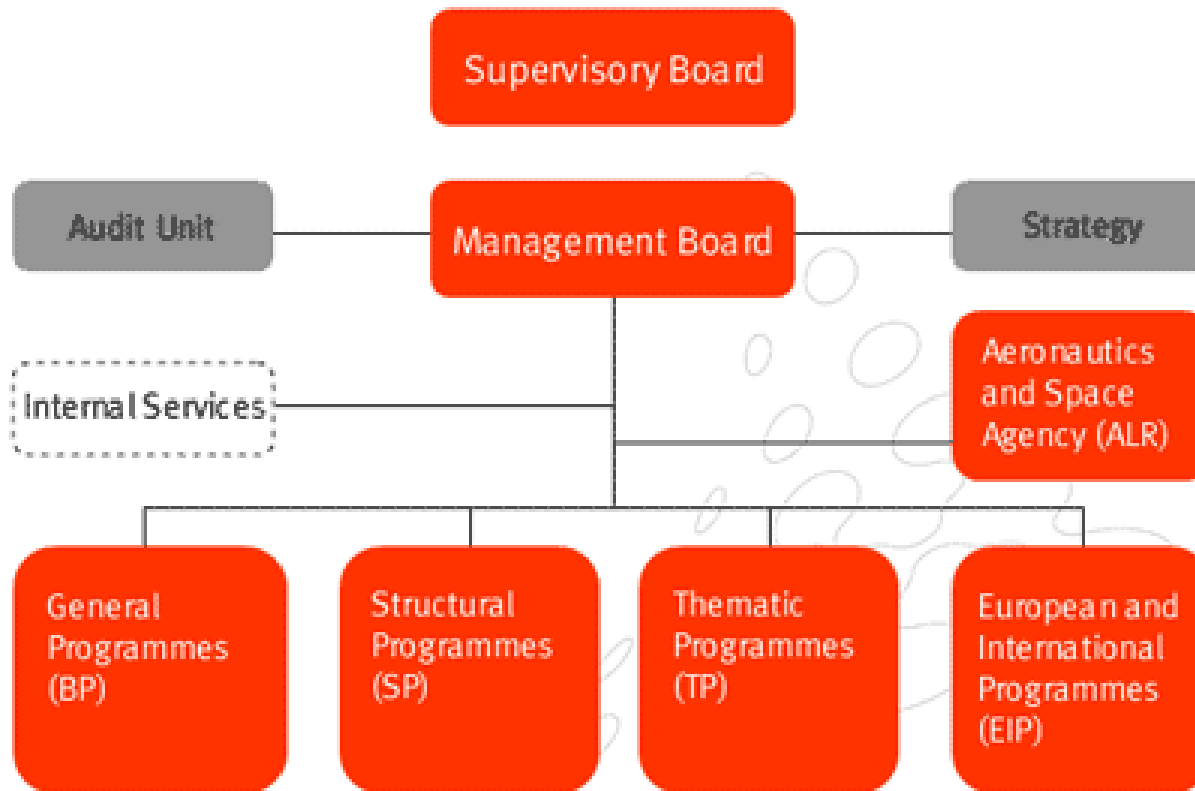 Supervisory Board
Audit Unit
Management Board
Strategy
Internal Services
Aeronautics
and Space
Agency (ALR)
General
Programmes
(BP)
Structural
Programmes
(SP)
Thematic
Programmes
(TP)
European and
International
Programmes
(EIP)